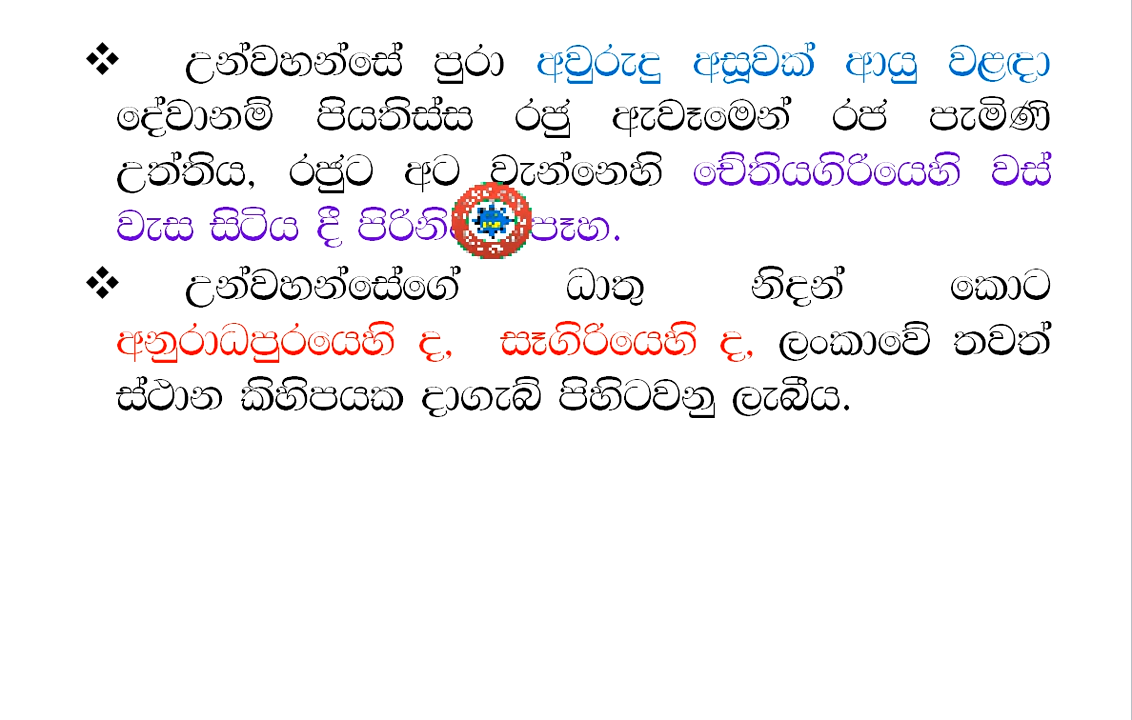 ❖ උන්වහන්සේ පුරා අවුරුදු අසූවක් ආයු වළඳා
දේවානම් පියතිස්ස රජු ඇවෑමෙන් රජ පැමිණි
උත්තිය, රජුට අට වැන්නෙහි චේතියගිරියෙහි වස්
වැස සිටිය දී පෑහ.
❖ උන්වහන්සේගේ ධාතු නිදන් කොට
අනුරාධපුරයෙහි ද, සෑගිරියෙහි ද, ලංකාවේ තවත්
ස්ථාන කිහිපයක දාගැබ් පිහිටවනු ලැබීය.